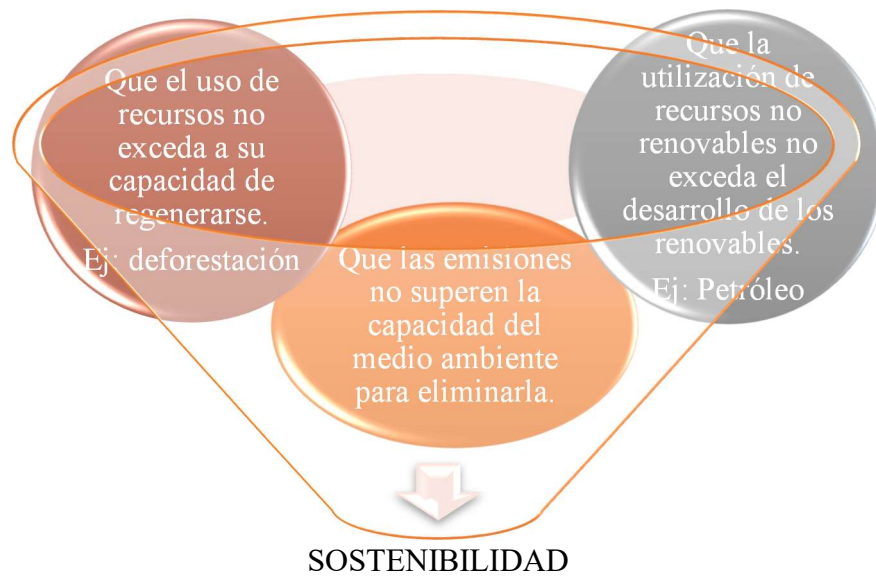 Que el uso de
recursos no
exceda a su
capacidad de
regenerarse.
Ej: deforestación
Que las emisiones
no superen la
capacidad del
medio ambiente
para eliminarla.
Que la
utilización de
recursos no
renovables no
exceda el
desarrollo de los
renovables.
Ej: Petróleo
SOSTENIBILIDAD